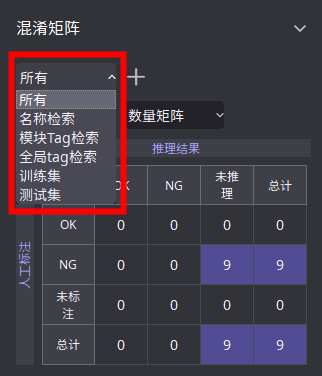 混淆矩阵
所有
所有
名称检索
模块Tag检索
全局tag检索
训练集
测试集
数量矩阵
推理结果
OK NG 未推理 总计
人工标注
OK 0 0 0 0
NG 0 0 9 9
未标注 0 0 0 0
总计 0 0 9 9